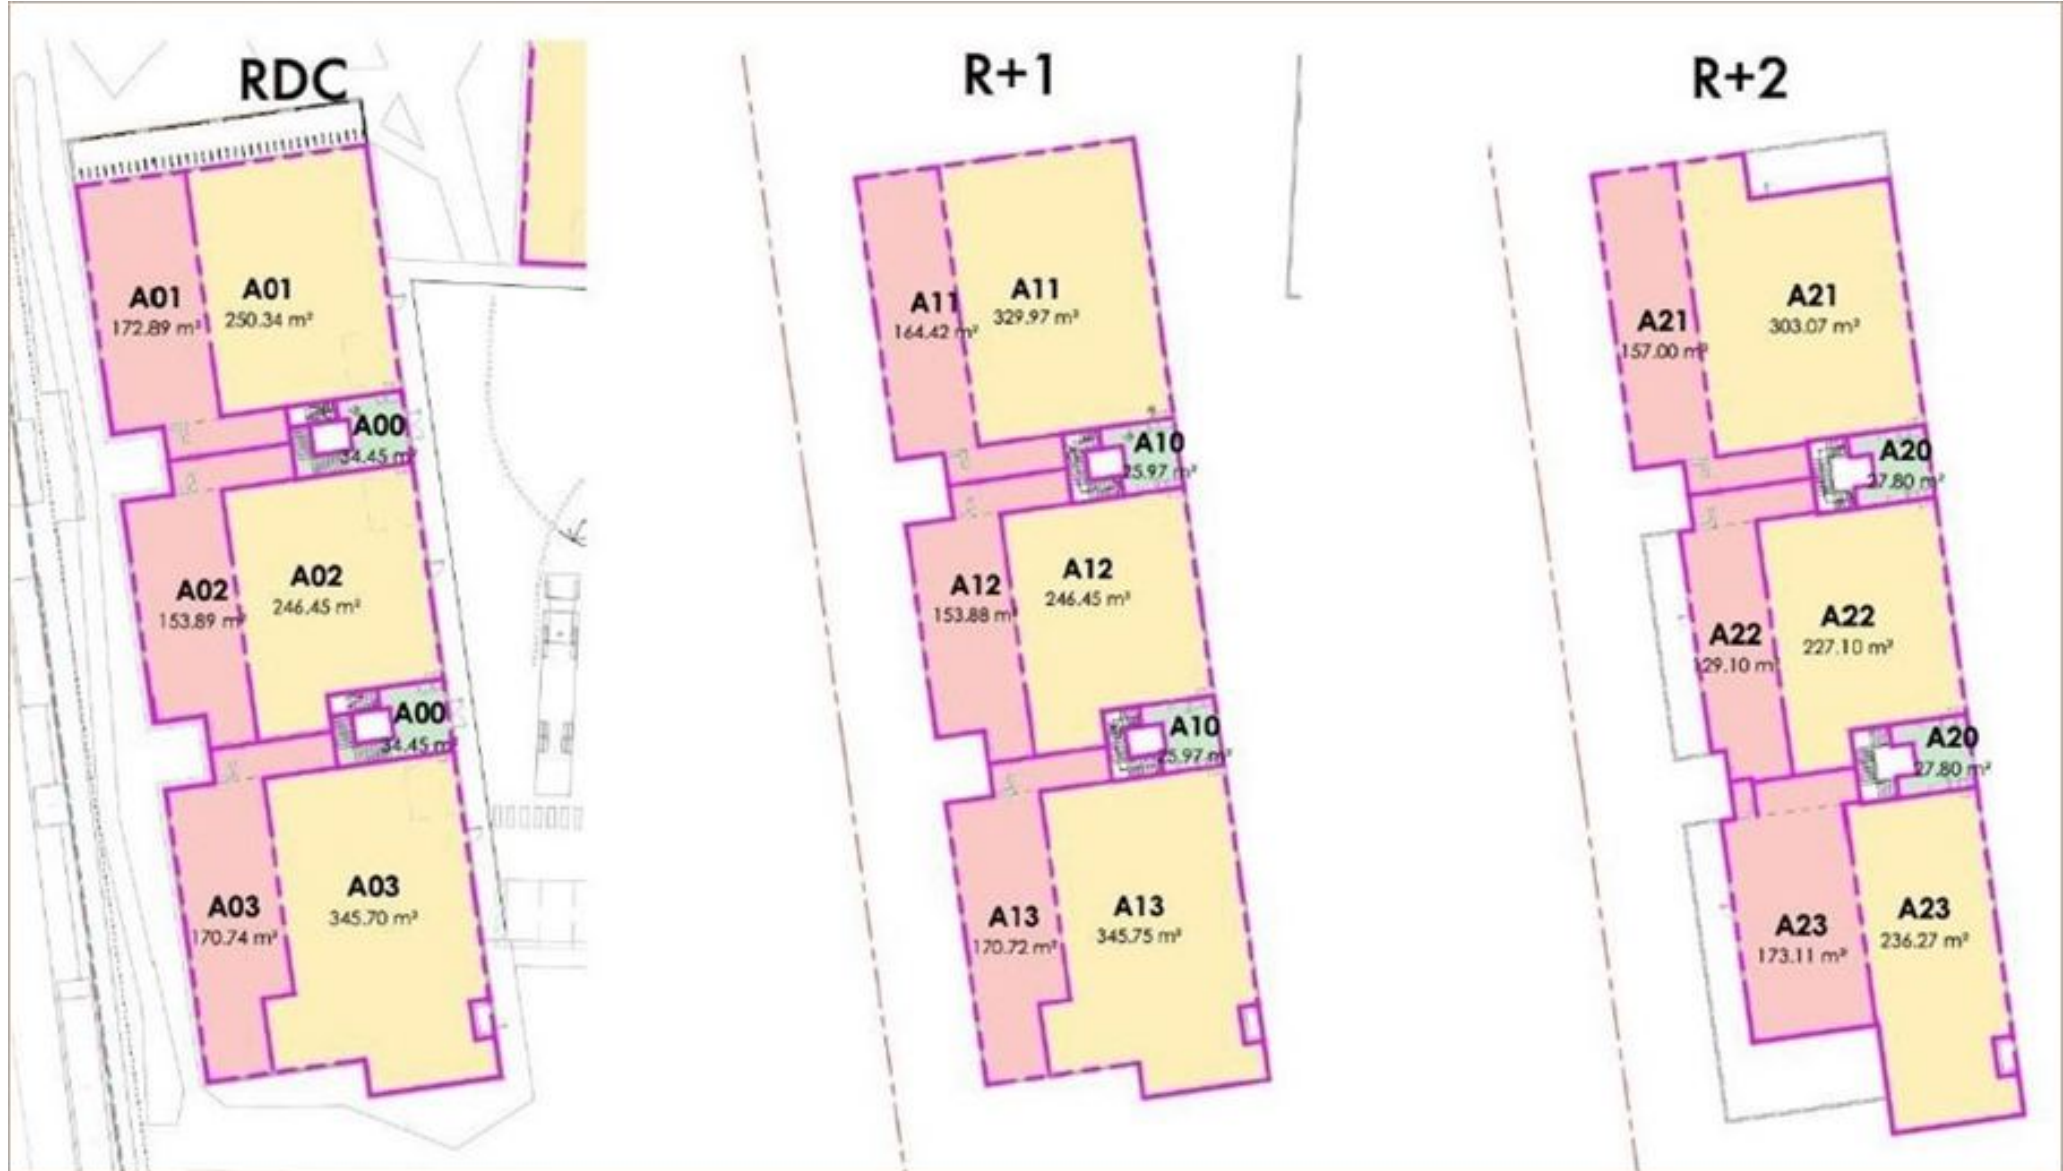 RDC
A01
172.89 m²
A01
250.34 m²
A00
34.45 m²
A02
153.89 m²
A02
246.45 m²
A00
34.45 m²
A03
170.74 m²
A03
345.70 m²
R+1
A11
164.42 m²
A11
329.97 m²
A10
25.97 m²
A12
153.88 m²
A12
246.45 m²
A10
25.97 m²
A13
170.72 m²
A13
345.75 m²
R+2
A21
157.00 m²
A21
303.07 m²
A20
27.80 m²
A22
29.10 m
A22
227.10 m²
A20
27.80 m²
A23
173.11 m²
A23
236.27 m²